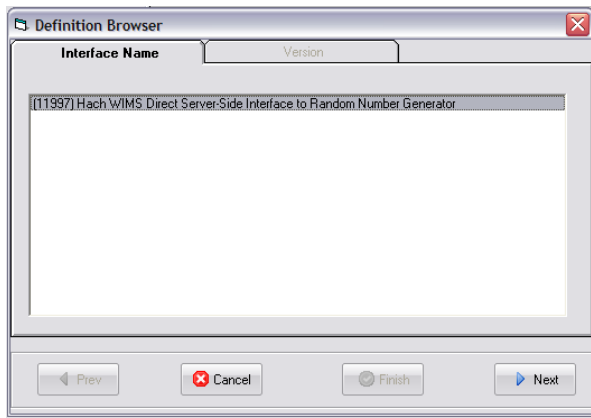 Definition Browser
Interface Name Version
(11997) Hach WIMS Direct Server-Side Interface to Random Number Generator
Prev Cancel Finish Next